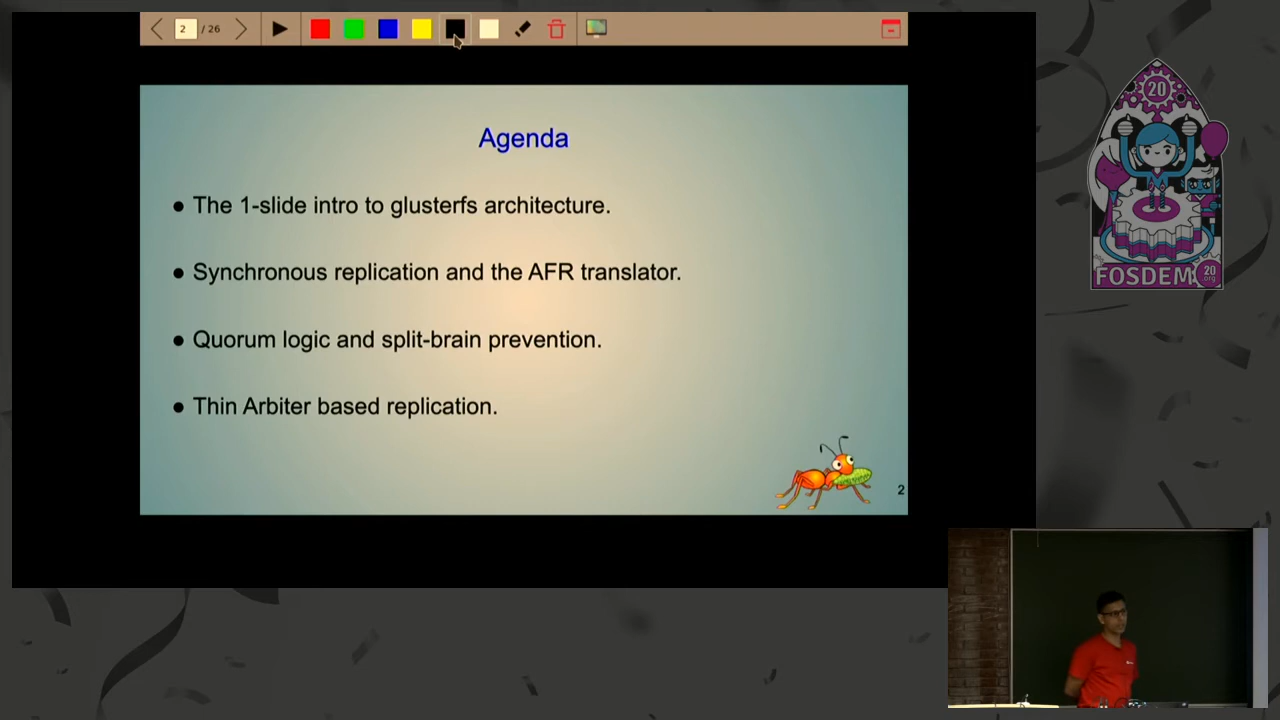 2 / 26
20
Agenda
● The 1-slide intro to glusterfs architecture.
● Synchronous replication and the AFR translator.
● Quorum logic and split-brain prevention.
● Thin Arbiter based replication.
2
FOSDEM
20
.org